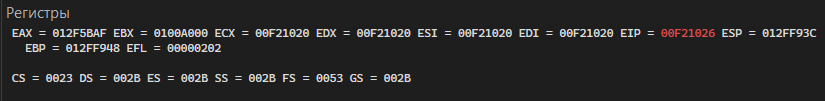 Регистры
EAX = 012F5BAF EBX = 0100A000 ECX = 00F21020 EDX = 00F21020 ESI = 00F21020 EDI = 00F21020 EIP = 00F21026 ESP = 012FF93C
EBP = 012FF948 EFL = 00000202
CS = 0023 DS = 002B ES = 002B SS = 002B FS = 0053 GS = 002B